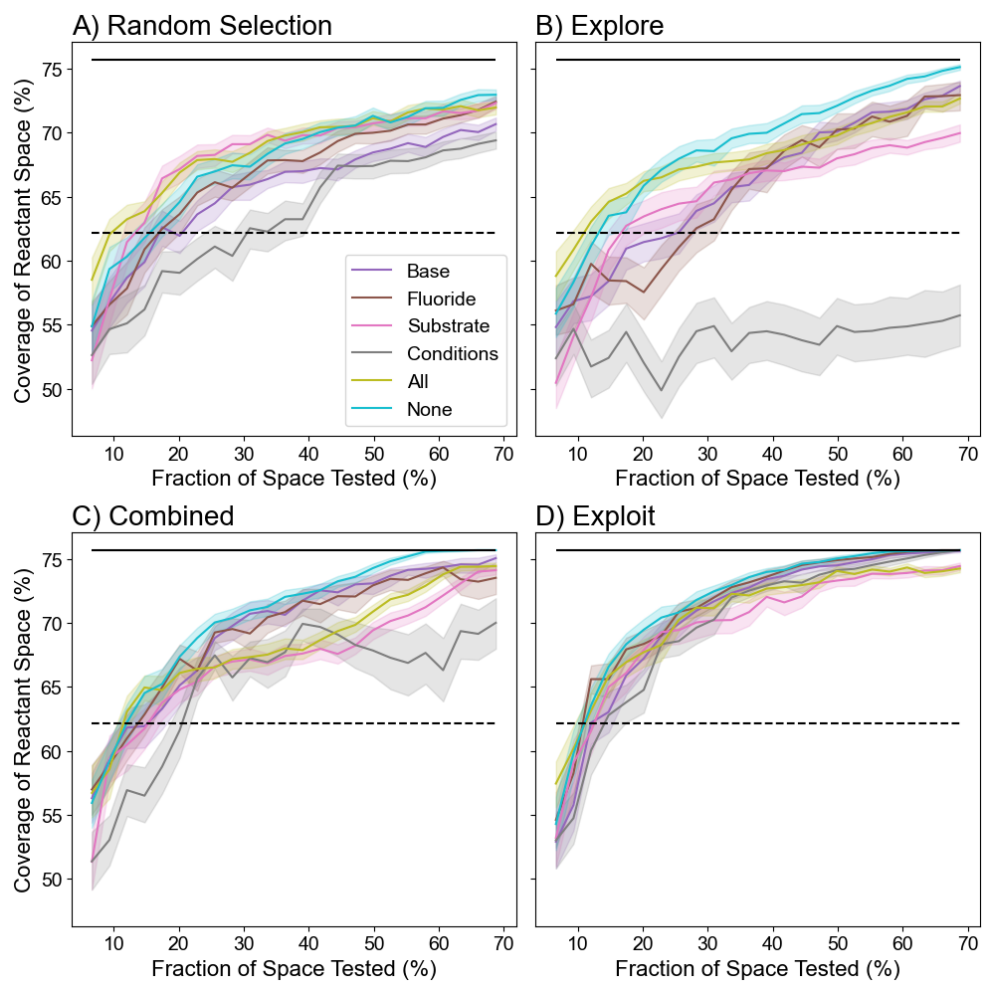 A) Random Selection
B) Explore
Coverage of Reactant Space (%)
75
70
65
60
55
50
Base
Fluoride
Substrate
Conditions
All
None
10 20 30 40 50 60 70
10 20 30 40 50 60 70
Fraction of Space Tested (%)
Fraction of Space Tested (%)
C) Combined
D) Exploit
Coverage of Reactant Space (%)
75
70
65
60
55
50
10 20 30 40 50 60 70
10 20 30 40 50 60 70
Fraction of Space Tested (%)
Fraction of Space Tested (%)